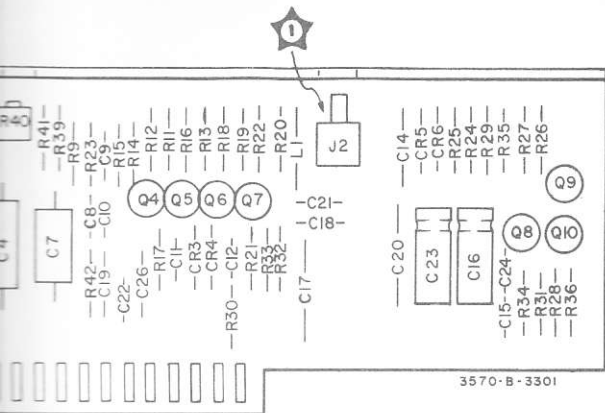 1
R40
R41
R39
R9
R23
C9
R15
R14
R12
R11
R16
R13
R18
R19
R22
R20
L1
J2
C14
CR5
CR6
R25
R24
R29
R35
R27
R26
Q4
Q5
Q6
Q7
Q9
C8
C10
C21
C18
C7
C20
C23
C16
Q8
Q10
R42
C19
C22
C26
R17
C11
CR3
CR4
R30
C12
R21
R33
R32
C17
C15
C24
R34
R31
R28
R36
3570-B-3301